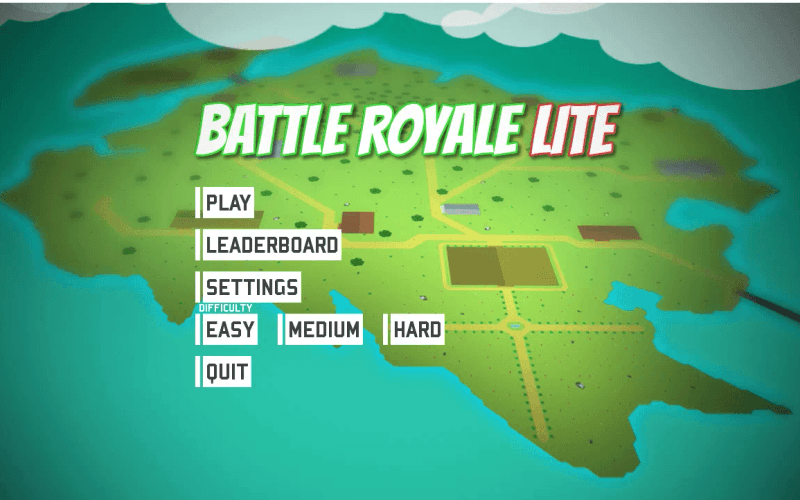 BATTLE ROYALE LITE
PLAY
LEADERBOARD
SETTINGS
DIFFICULTY
EASY MEDIUM HARD
QUIT